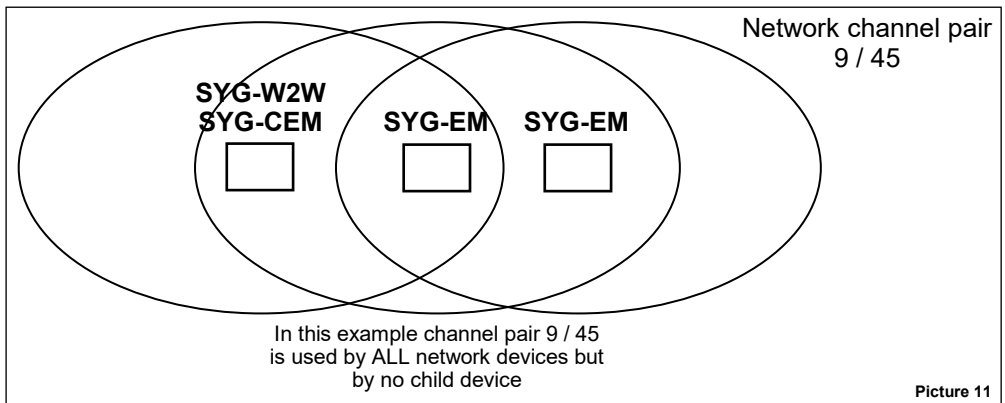 Network channel pair
9 / 45
SYG-W2W
SYG-CEM
SYG-EM
SYG-EM
In this example channel pair 9 / 45
is used by ALL network devices but
by no child device
Picture 11